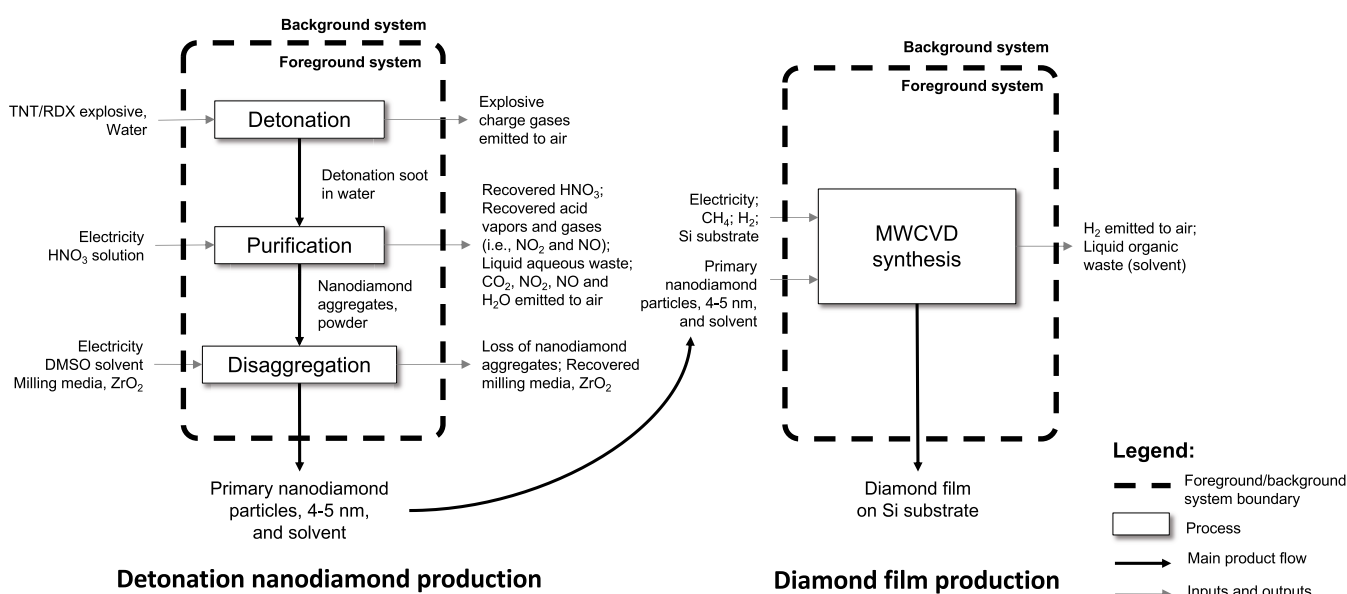 Background system
Foreground system
TNT/RDX explosive,
Water
Detonation
Explosive
charge gases
emitted to air
Detonation soot
in water
Electricity
HNO₃ solution
Purification
Recovered HNO₃;
Recovered acid
vapors and gases
(i.e., NO₂ and NO);
Liquid aqueous waste;
CO₂, NO₂, NO and
H₂O emitted to air
Nanodiamond
aggregates,
powder
Electricity
DMSO solvent
Milling media, ZrO₂
Disaggregation
Loss of nanodiamond
aggregates; Recovered
milling media, ZrO₂
Primary nanodiamond
particles, 4-5 nm,
and solvent
Detonation nanodiamond production
Background system
Foreground system
Electricity;
CH₄; H₂;
Si substrate
Primary
nanodiamond
particles, 4-5 nm,
and solvent
MWCVD
synthesis
H₂ emitted to air;
Liquid organic
waste (solvent)
Diamond film
on Si substrate
Diamond film production
Legend:
Foreground/background
system boundary
Process
Main product flow
Inputs and outputs